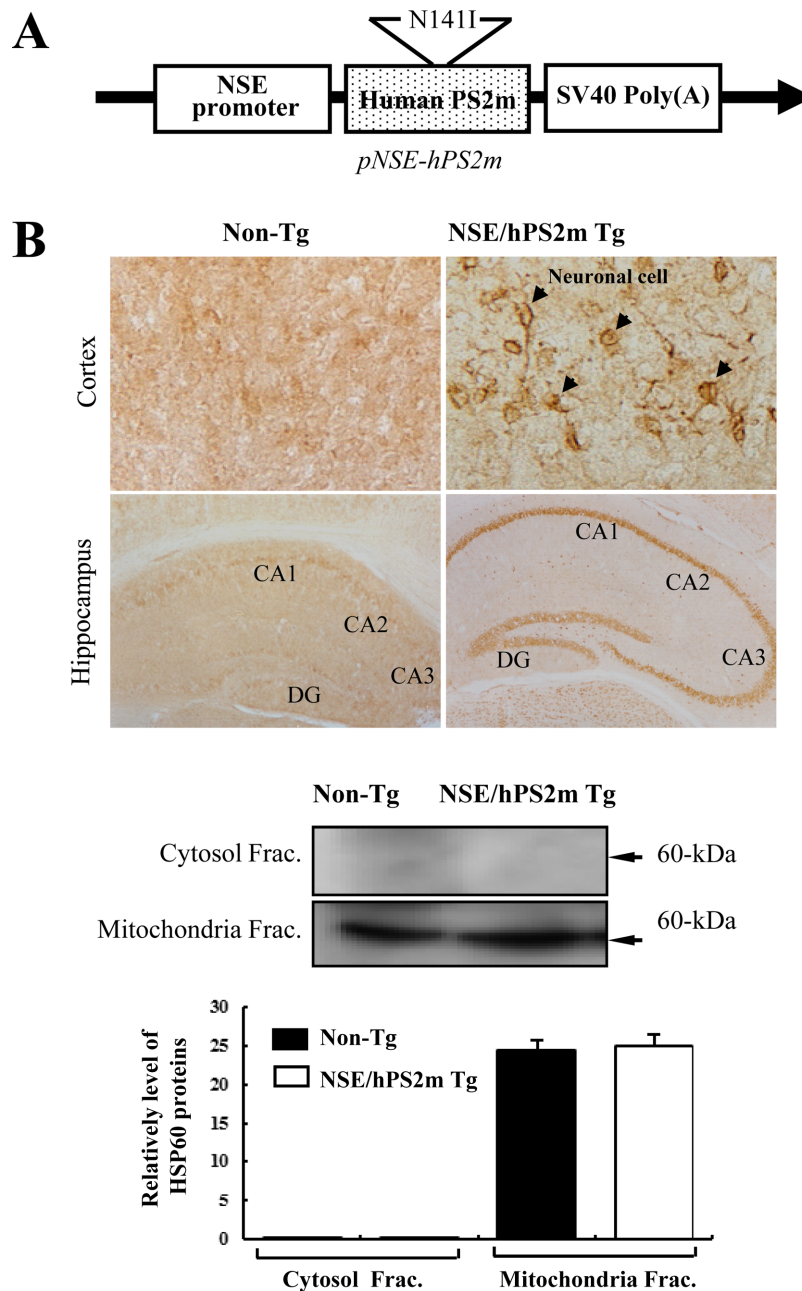 A
N141I
NSE promoter
Human PS2m
SV40 Poly(A)
pNSE-hPS2m
B
Non-Tg
NSE/hPS2m Tg
Cortex
Neuronal cell
Hippocampus
CA1
CA2
CA3
DG
CA1
CA2
CA3
DG
Non-Tg
NSE/hPS2m Tg
Cytosol Frac.
60-kDa
Mitochondria Frac.
60-kDa
Relatively level of
HSP60 proteins
30
25
20
15
10
5
0
Non-Tg
NSE/hPS2m Tg
Cytosol Frac.
Mitochondria Frac.